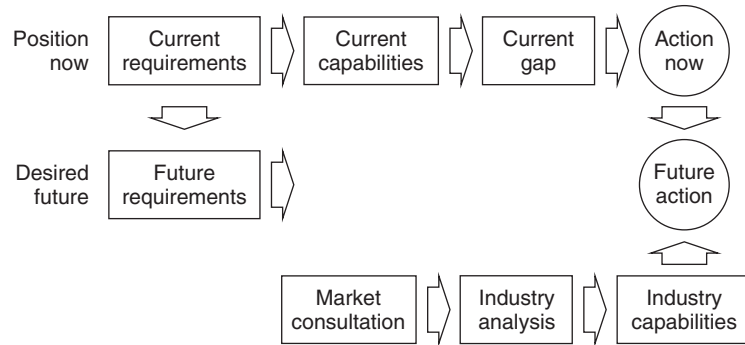 Position
now
Current
requirements
Current
capabilities
Current
gap
Action
now
Desired
future
Future
requirements
Future
action
Market
consultation
Industry
analysis
Industry
capabilities